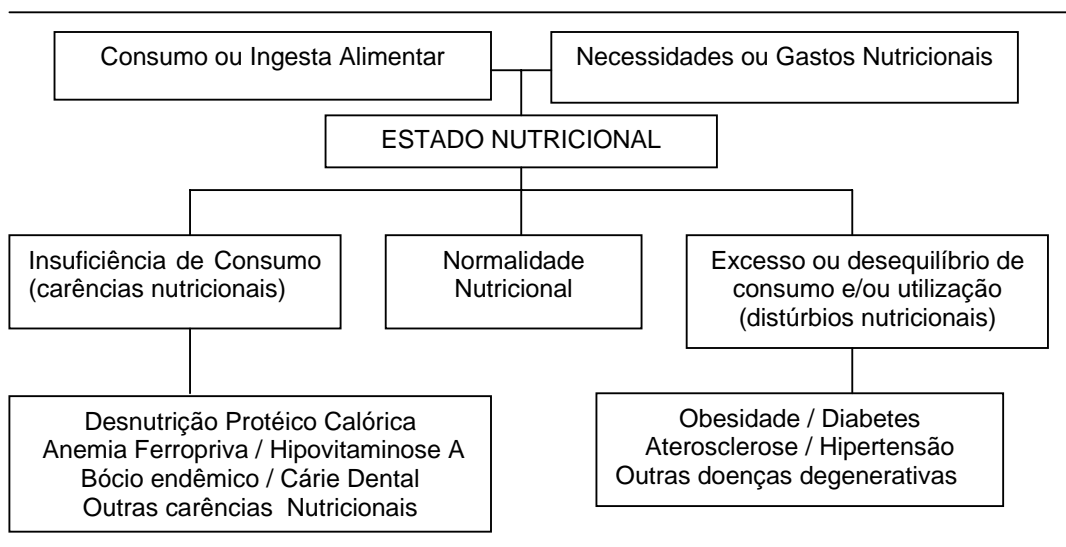 Consumo ou Ingesta Alimentar
Necessidades ou Gastos Nutricionais
ESTADO NUTRICIONAL
Insuficiência de Consumo
(carências nutricionais)
Normalidade
Nutricional
Excesso ou desequilíbrio de
consumo e/ou utilização
(distúrbios nutricionais)
Desnutrição Protéico Calórica
Anemia Ferropriva / Hipovitaminose A
Bócio endêmico / Cárie Dental
Outras carências Nutricionais
Obesidade / Diabetes
Aterosclerose / Hipertensão
Outras doenças degenerativas